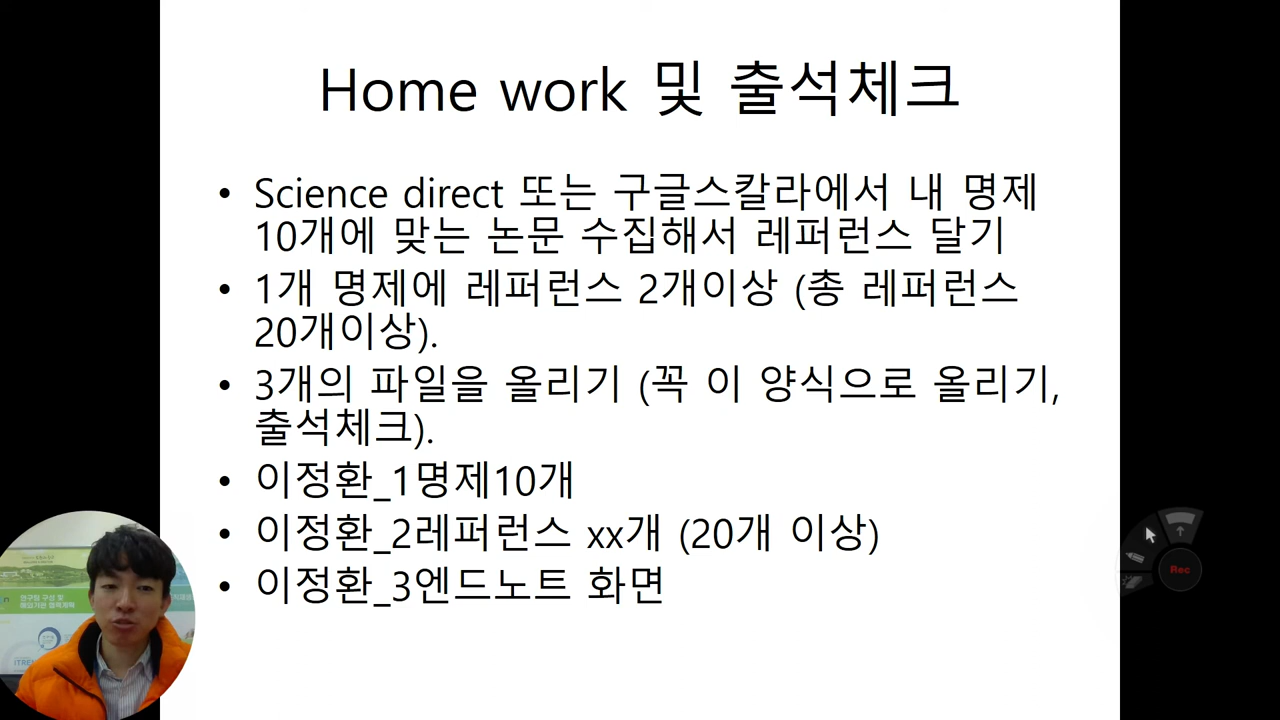 Home work 및 출석체크
• Science direct 또는 구글스칼라에서 내 명제
10개에 맞는 논문 수집해서 레퍼런스 달기
• 1개 명제에 레퍼런스 2개이상 (총 레퍼런스
20개이상).
• 3개의 파일을 올리기 (꼭 이 양식으로 올리기,
출석체크).
• 이정환_1명제10개
• 이정환_2레퍼런스 xx개 (20개 이상)
• 이정환_3엔드노트 화면
Rec
연구팀 구성 및